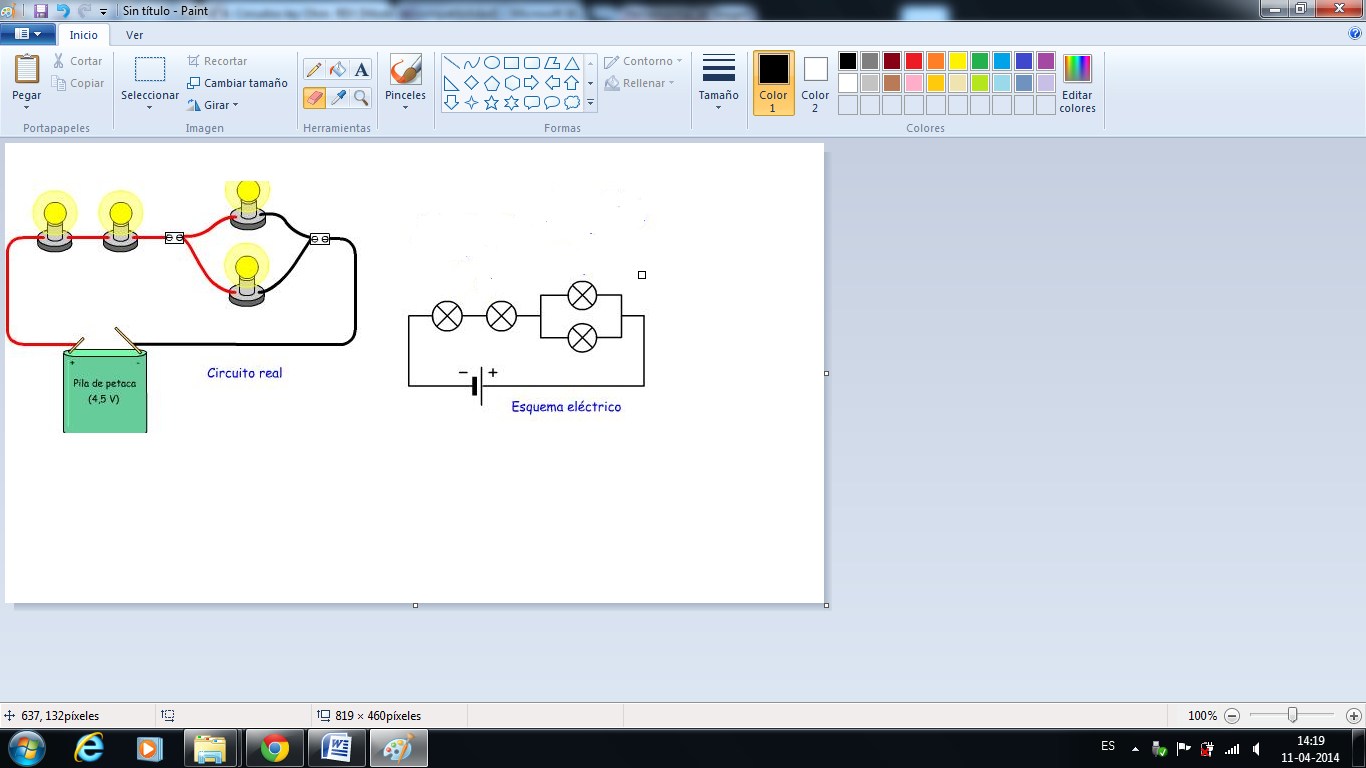 Sin título - Paint
Inicio
Ver
Pegar
Cortar
Copiar
Portapapeles
Seleccionar
Recortar
Cambiar tamaño
Girar
Imagen
A
Herramientas
Pinceles
Contorno
Rellenar
Formas
Tamaño
Color
1
Color
2
Editar
colores
Colores
+ -
Pila de petaca
(4,5 V)
Circuito real
− +
Esquema eléctrico
637, 132píxeles
819 × 460píxeles
100%
ES
14:19
11-04-2014